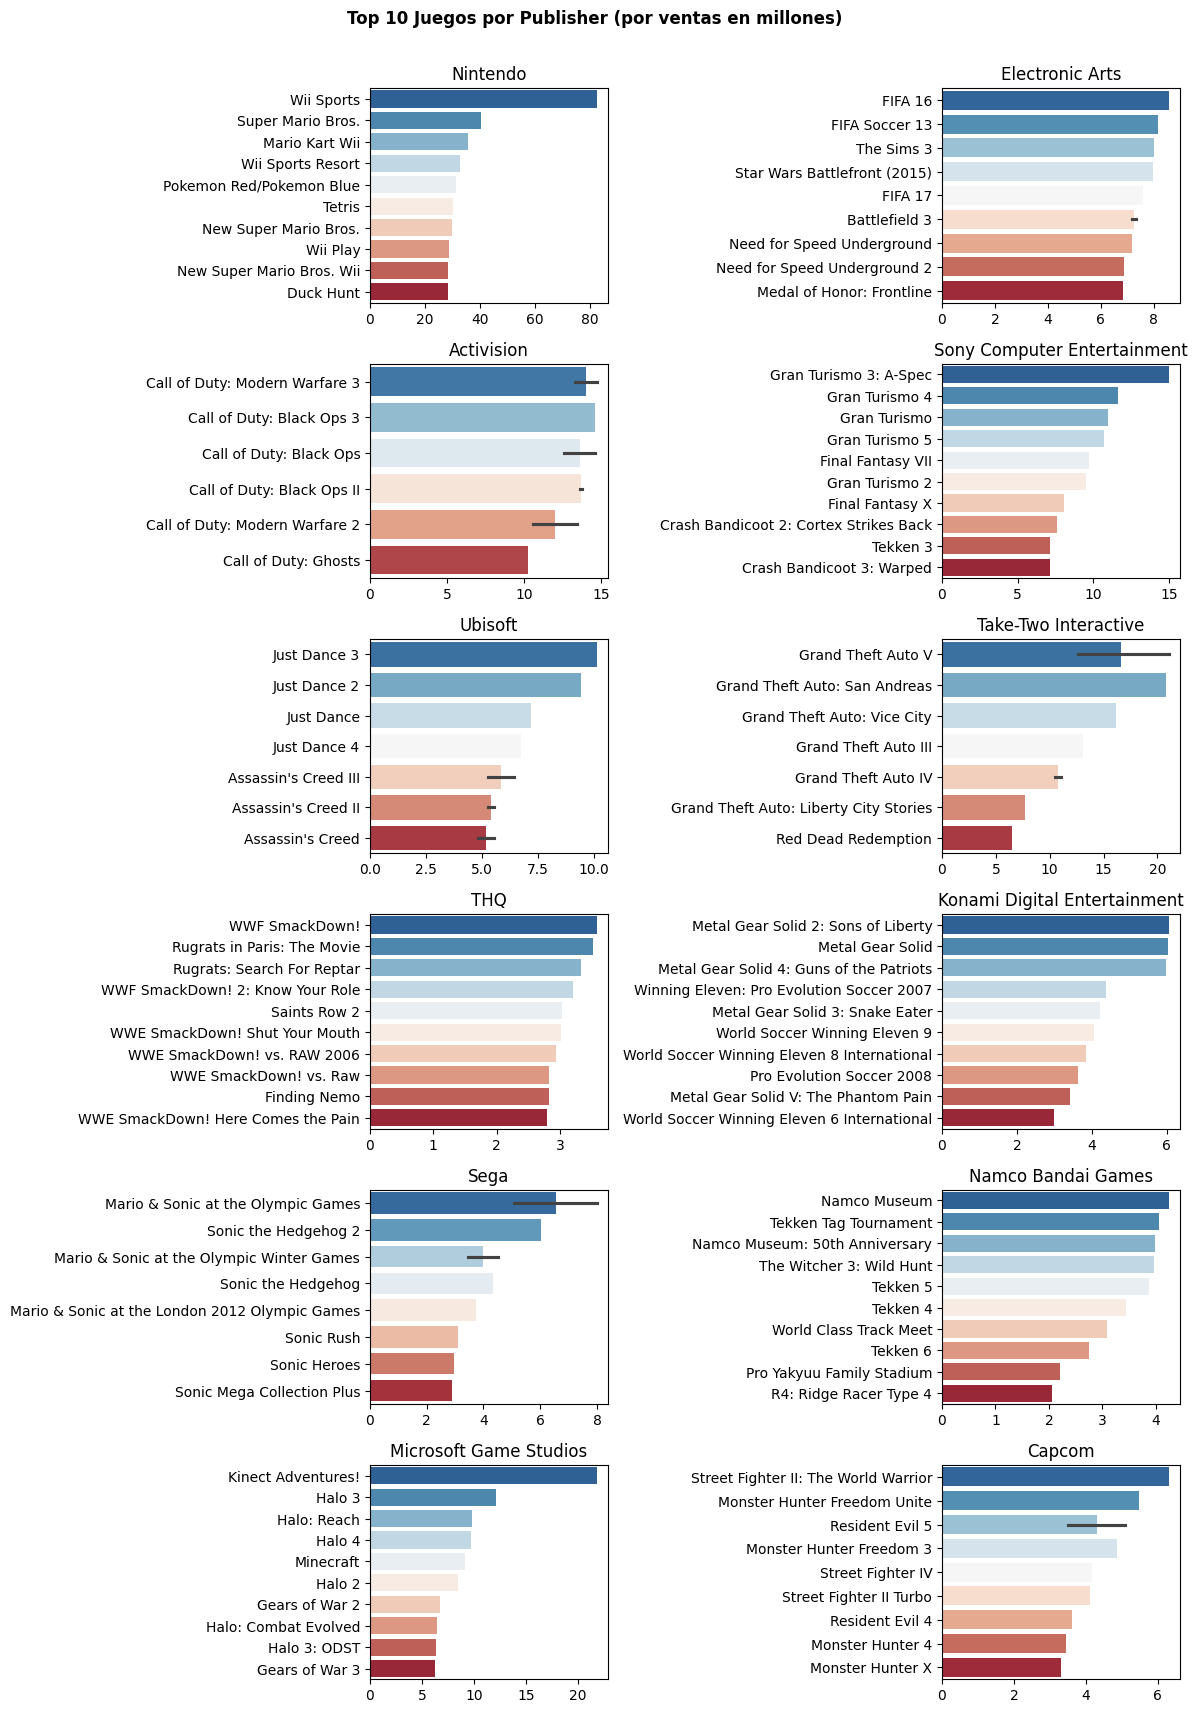 Top 10 Juegos por Publisher (por ventas en millones)
Nintendo
Wii Sports
Super Mario Bros.
Mario Kart Wii
Wii Sports Resort
Pokemon Red/Pokemon Blue
Tetris
New Super Mario Bros.
Wii Play
New Super Mario Bros. Wii
Duck Hunt
0 20 40 60 80
Electronic Arts
FIFA 16
FIFA Soccer 13
The Sims 3
Star Wars Battlefront (2015)
FIFA 17
Battlefield 3
Need for Speed Underground
Need for Speed Underground 2
Medal of Honor: Frontline
0 2 4 6 8
Activision
Call of Duty: Modern Warfare 3
Call of Duty: Black Ops 3
Call of Duty: Black Ops
Call of Duty: Black Ops II
Call of Duty: Modern Warfare 2
Call of Duty: Ghosts
0 5 10 15
Sony Computer Entertainment
Gran Turismo 3: A-Spec
Gran Turismo 4
Gran Turismo
Gran Turismo 5
Final Fantasy VII
Gran Turismo 2
Final Fantasy X
Crash Bandicoot 2: Cortex Strikes Back
Tekken 3
Crash Bandicoot 3: Warped
0 5 10 15
Ubisoft
Just Dance 3
Just Dance 2
Just Dance
Just Dance 4
Assassin's Creed III
Assassin's Creed II
Assassin's Creed
0.0 2.5 5.0 7.5 10.0
Take-Two Interactive
Grand Theft Auto V
Grand Theft Auto: San Andreas
Grand Theft Auto: Vice City
Grand Theft Auto III
Grand Theft Auto IV
Grand Theft Auto: Liberty City Stories
Red Dead Redemption
0 5 10 15 20
THQ
WWF SmackDown!
Rugrats in Paris: The Movie
Rugrats: Search For Reptar
WWF SmackDown! 2: Know Your Role
Saints Row 2
WWE SmackDown! Shut Your Mouth
WWE SmackDown! vs. RAW 2006
WWE SmackDown! vs. Raw
Finding Nemo
WWE SmackDown! Here Comes the Pain
0 1 2 3
Konami Digital Entertainment
Metal Gear Solid 2: Sons of Liberty
Metal Gear Solid
Metal Gear Solid 4: Guns of the Patriots
Winning Eleven: Pro Evolution Soccer 2007
Metal Gear Solid 3: Snake Eater
World Soccer Winning Eleven 9
World Soccer Winning Eleven 8 International
Pro Evolution Soccer 2008
Metal Gear Solid V: The Phantom Pain
World Soccer Winning Eleven 6 International
0 2 4 6
Sega
Mario & Sonic at the Olympic Games
Sonic the Hedgehog 2
Mario & Sonic at the Olympic Winter Games
Sonic the Hedgehog
Mario & Sonic at the London 2012 Olympic Games
Sonic Rush
Sonic Heroes
Sonic Mega Collection Plus
0 2 4 6 8
Namco Bandai Games
Namco Museum
Tekken Tag Tournament
Namco Museum: 50th Anniversary
The Witcher 3: Wild Hunt
Tekken 5
Tekken 4
World Class Track Meet
Tekken 6
Pro Yakyuu Family Stadium
R4: Ridge Racer Type 4
0 1 2 3 4
Microsoft Game Studios
Kinect Adventures!
Halo 3
Halo: Reach
Halo 4
Minecraft
Halo 2
Gears of War 2
Halo: Combat Evolved
Halo 3: ODST
Gears of War 3
0 5 10 15 20
Capcom
Street Fighter II: The World Warrior
Monster Hunter Freedom Unite
Resident Evil 5
Monster Hunter Freedom 3
Street Fighter IV
Street Fighter II Turbo
Resident Evil 4
Monster Hunter 4
Monster Hunter X
0 2 4 6